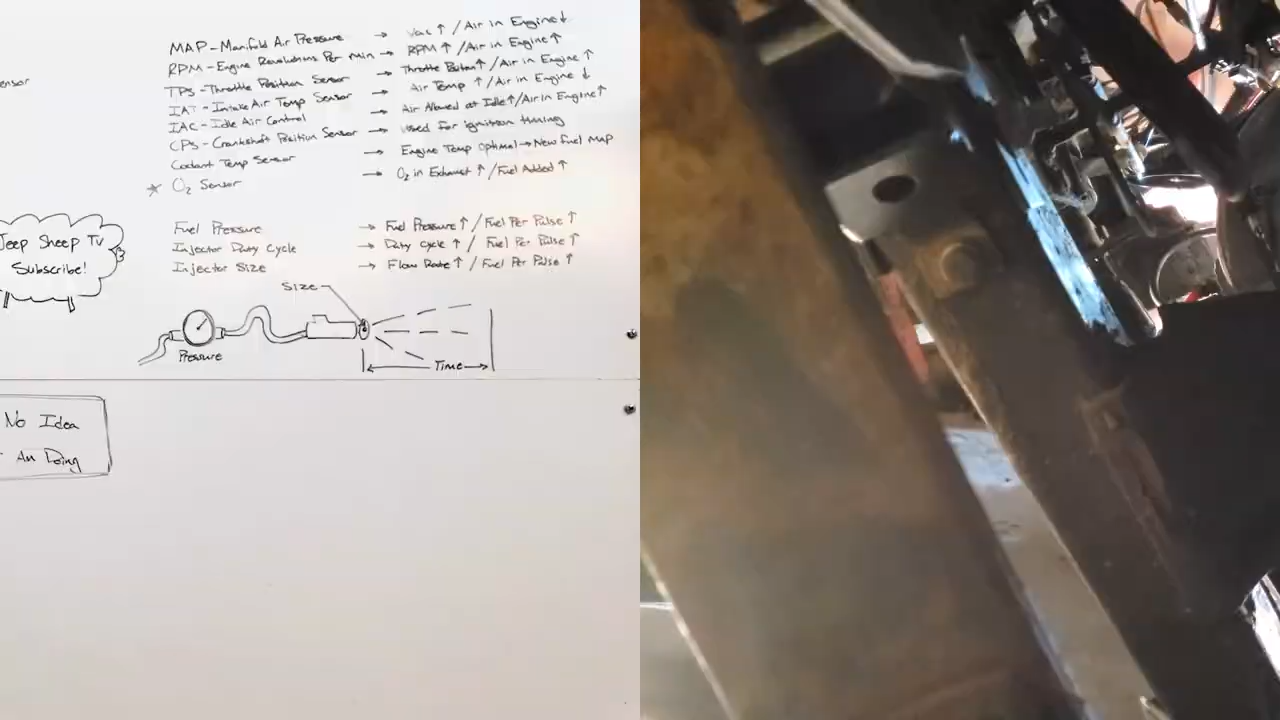 ensor
MAP - Manifold Air Pressure → Vac ↑ / Air in Engine ↓
RPM - Engine Revolutions Per min → RPM ↑ / Air in Engine ↑
TPS - Throttle Position Sensor → Throttle Positon ↑ / Air in Engine ↑
IAT - Intake Air Temp Sensor → Air Temp ↑ / Air in Engine ↓
IAC - Idle Air Control → Air Allowed at Idle ↑ / Air in Engine ↑
CPS - Crankshaft Position Sensor → Used for ignition timing
Coolant Temp Sensor → Engine Temp Optimal → New Fuel Map
* O2 Sensor → O2 in Exhaust ↑ / Fuel Added ↑
Jeep Sheep TV
Subscribe!
Fuel Pressure → Fuel Pressure ↑ / Fuel Per Pulse ↑
Injector Duty Cycle → Duty Cycle ↑ / Fuel Per Pulse ↑
Injector Size → Flow Rate ↑ / Fuel Per Pulse ↑
Size
Pressure
Time
No Idea
Am Doing